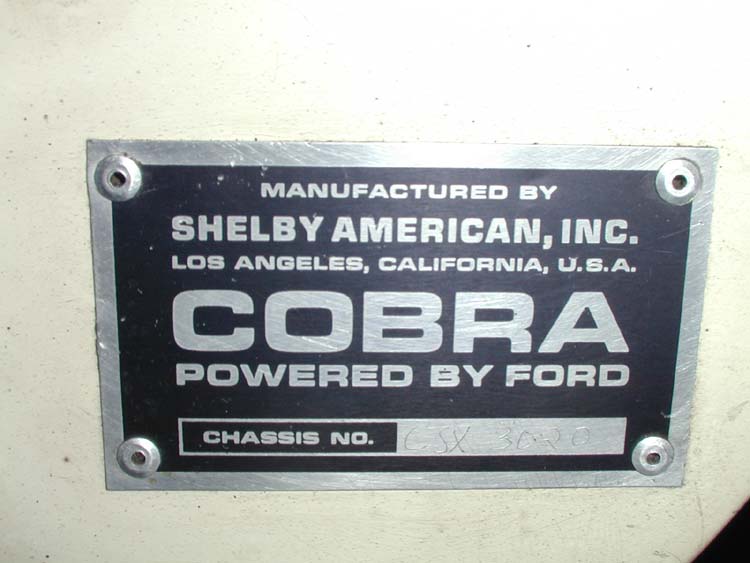 MANUFACTURED BY
SHELBY AMERICAN, INC.
LOS ANGELES, CALIFORNIA, U.S.A.
COBRA
POWERED BY FORD
CHASSIS NO. CSX 3020